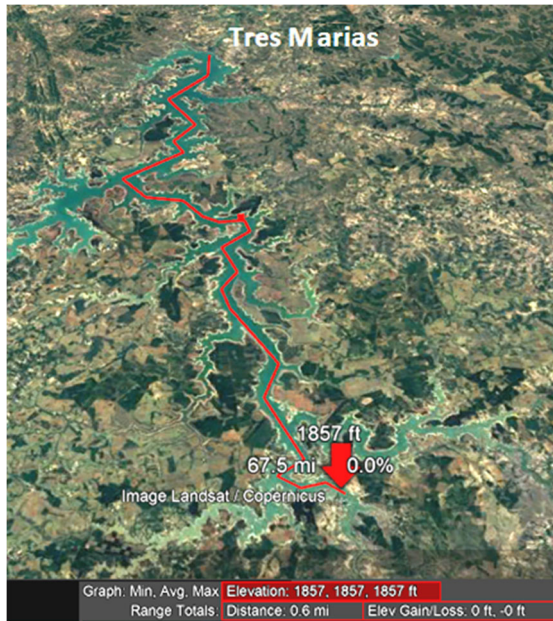 Tres Marias
1857 ft
67.5 mi 0.0%
Image Landsat / Copernicus
Graph: Min, Avg, Max Elevation: 1857, 1857, 1857 ft
Range Totals: Distance: 0.6 mi Elev Gain/Loss: 0 ft, -0 ft